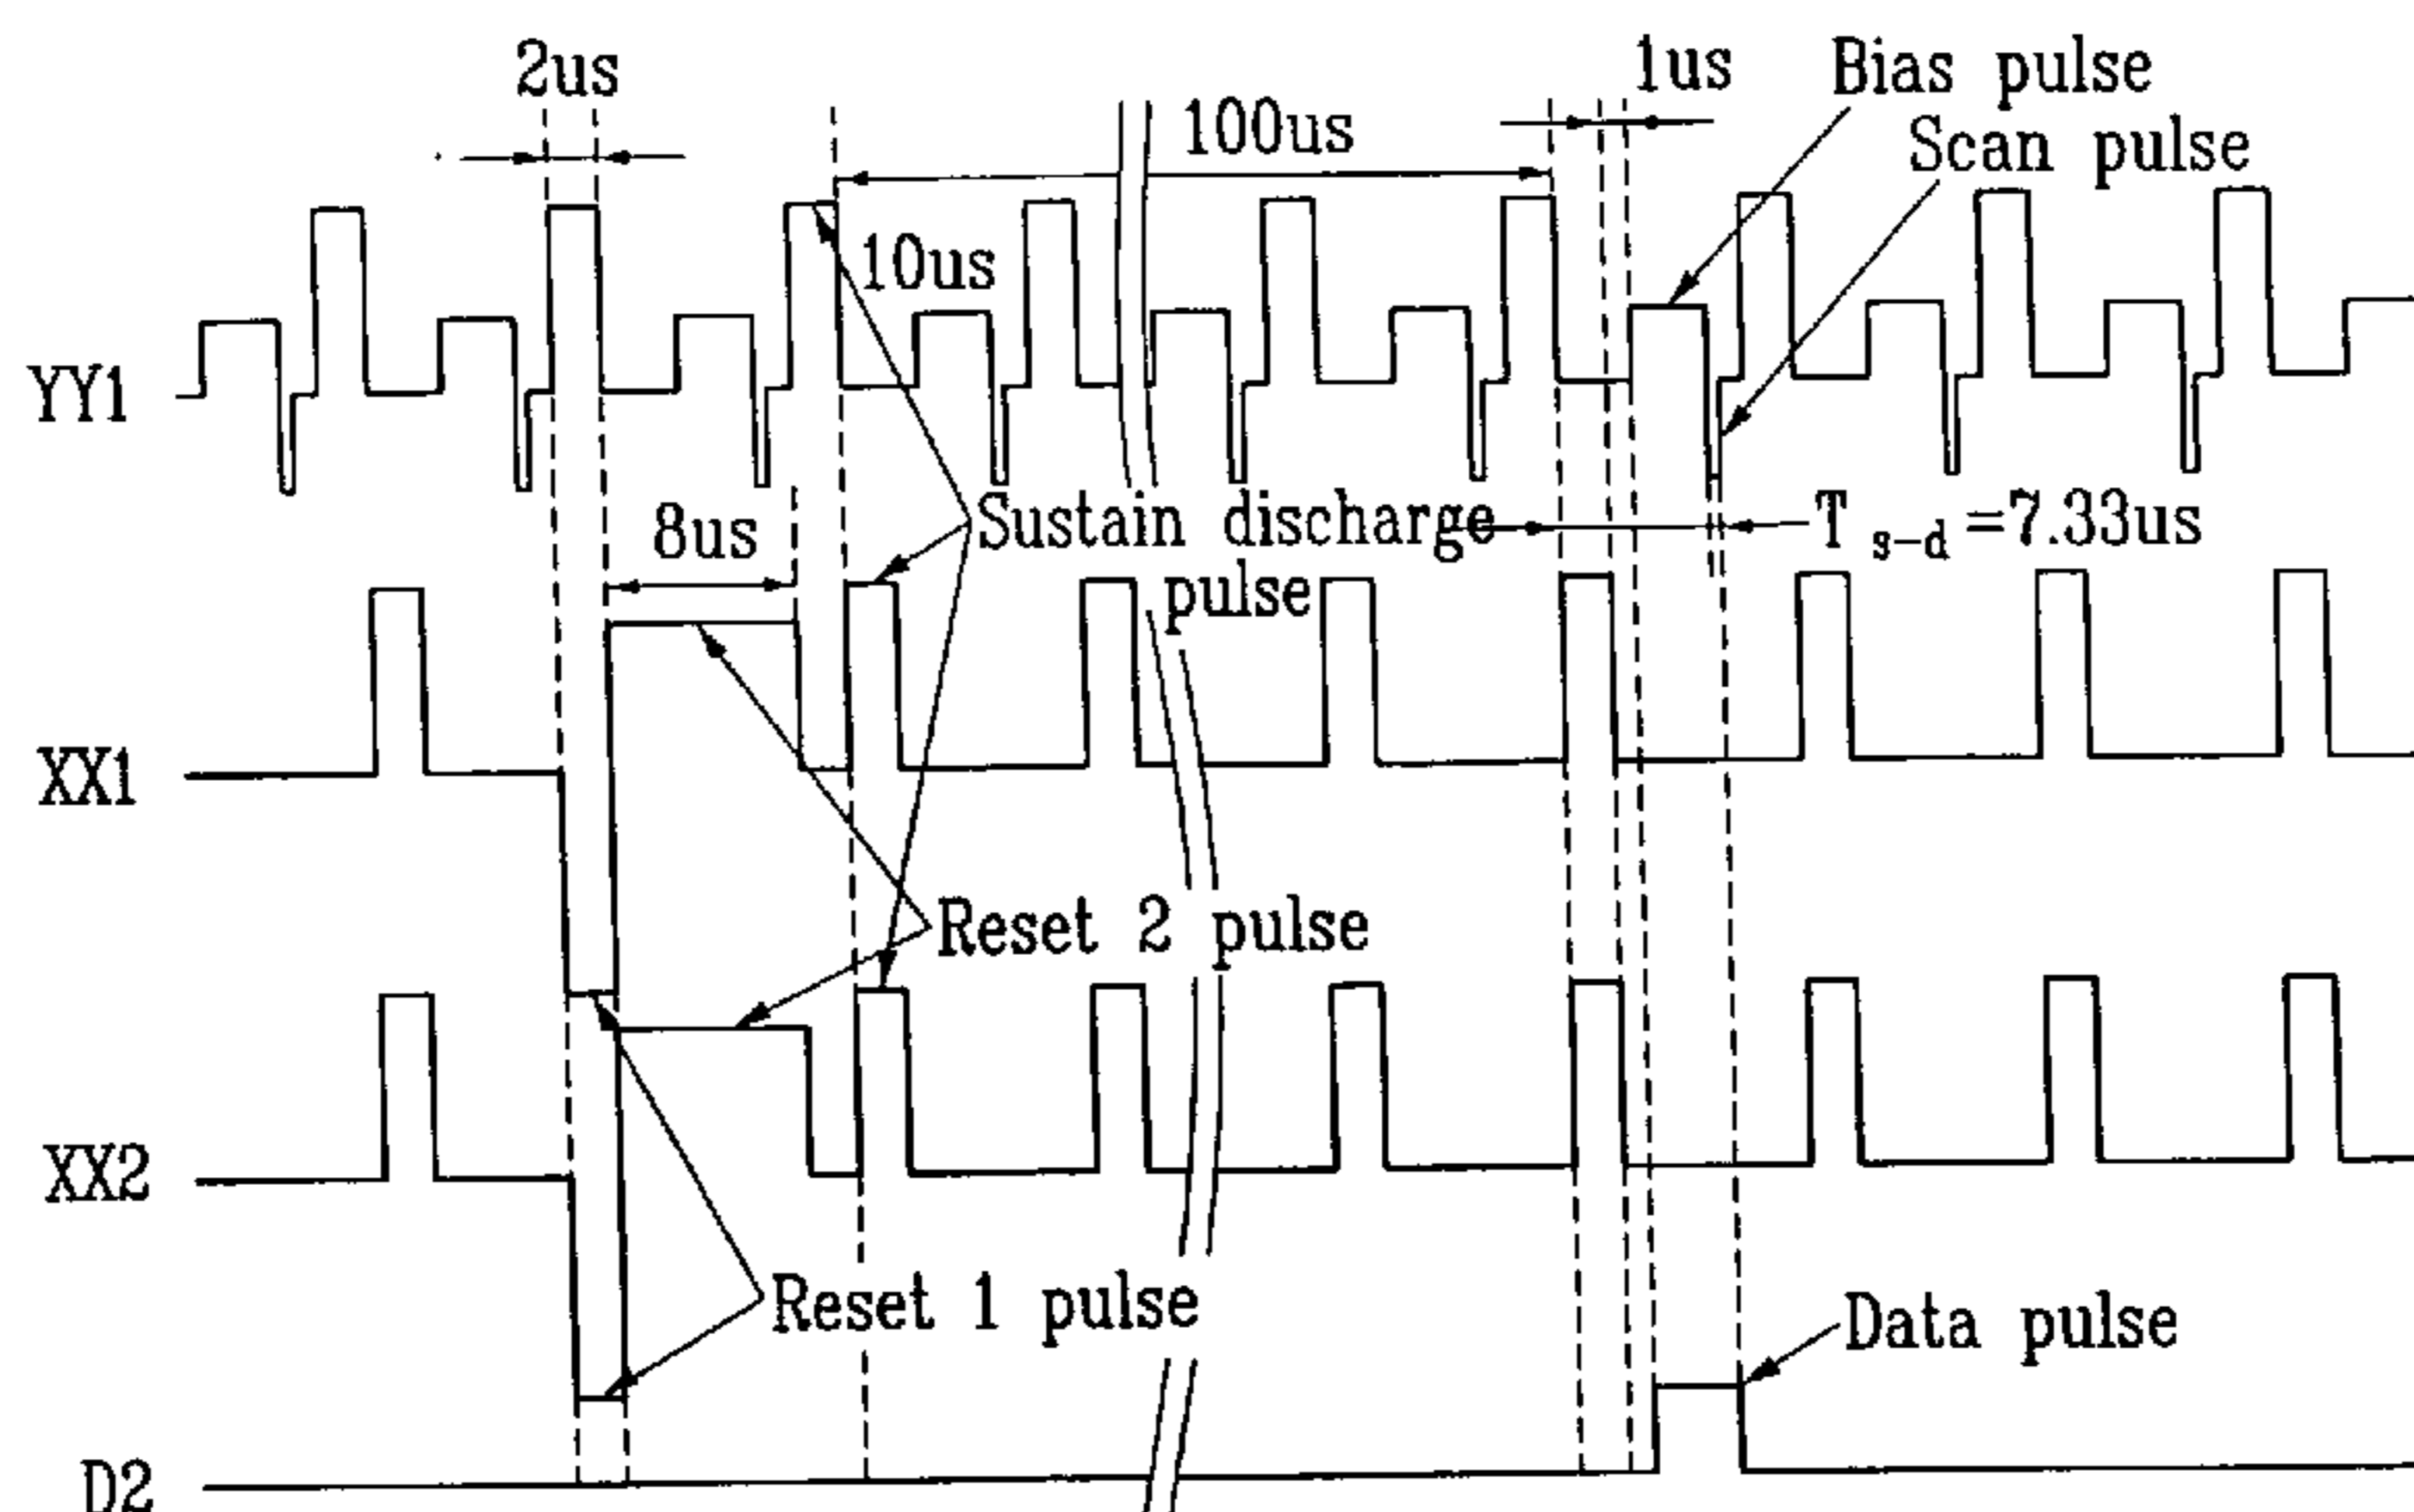 2us
100us
1us
Bias pulse
Scan pulse
10us
YY1
8us
Sustain discharge
pulse
T s-d =7.33us
XX1
Reset 2 pulse
XX2
Reset 1 pulse
Data pulse
D2